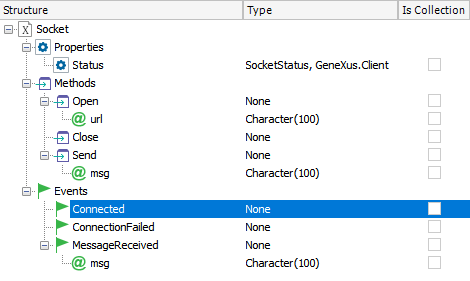 Structure Type Is Collection
Socket
Properties
Status SocketStatus, GeneXus.Client
Methods
Open None
url Character(100)
Close None
Send None
msg Character(100)
Events
Connected None
ConnectionFailed None
MessageReceived None
msg Character(100)